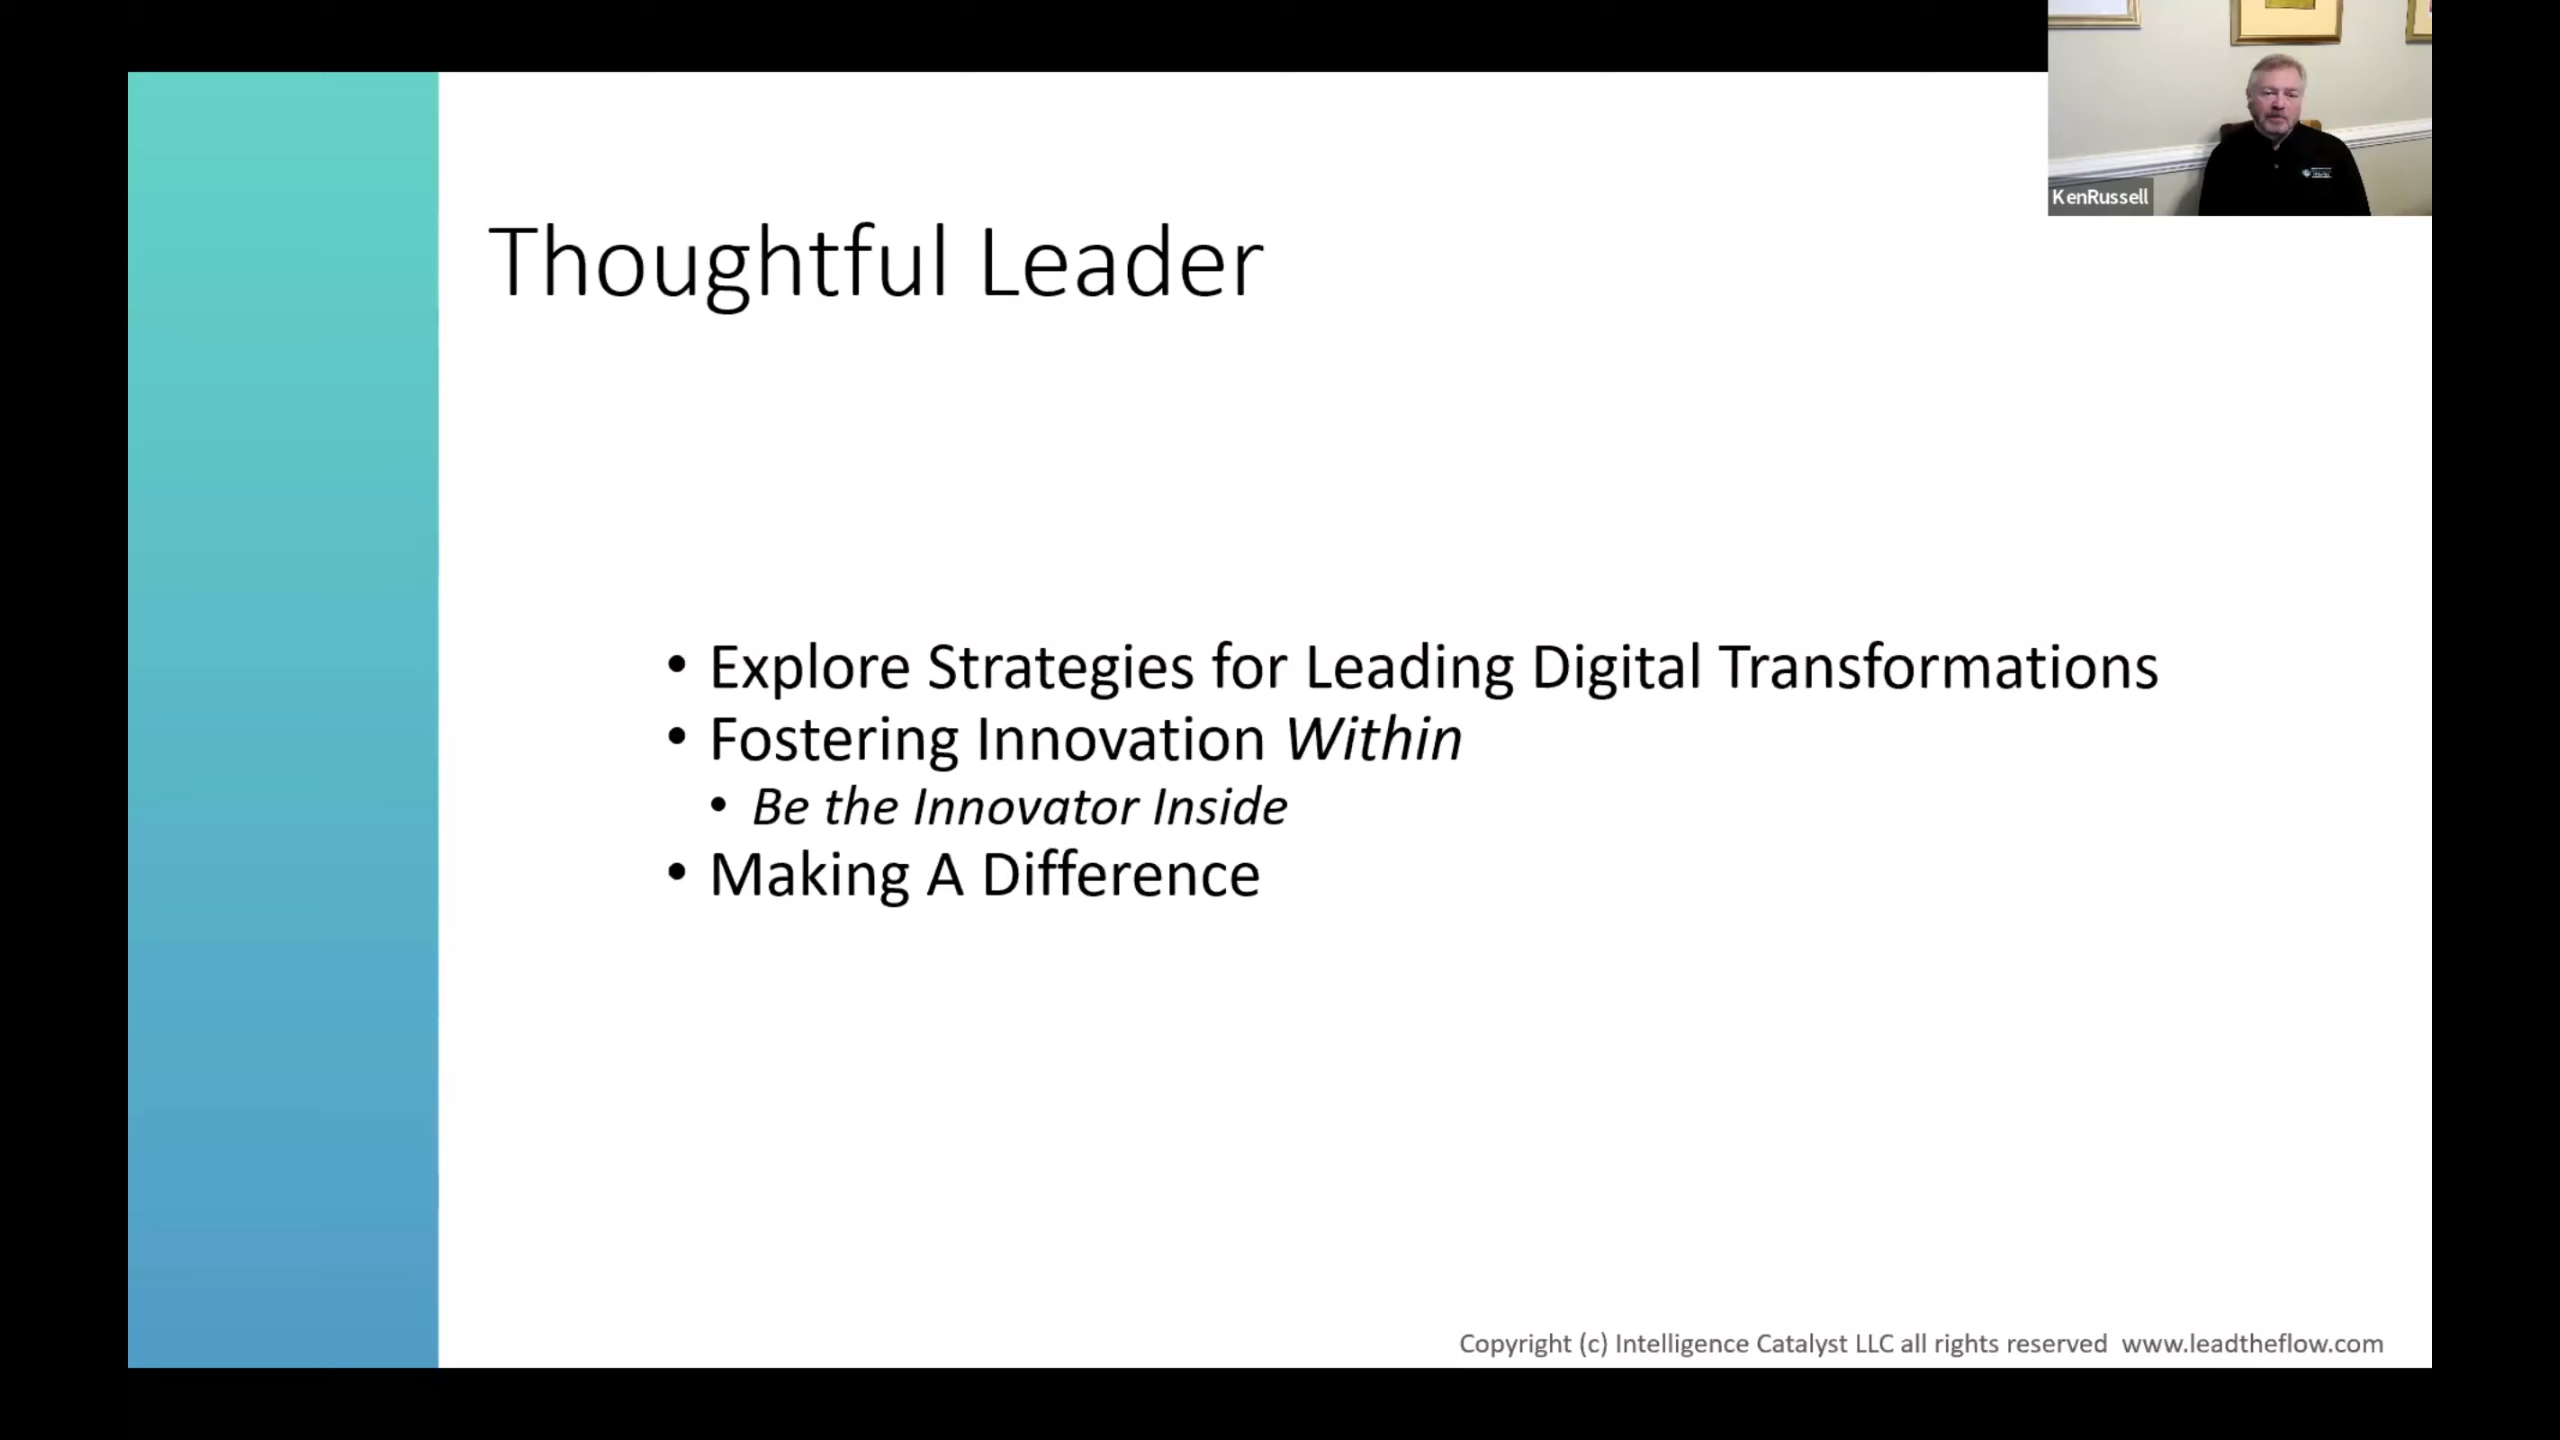 KenRussell
Thoughtful Leader
• Explore Strategies for Leading Digital Transformations
• Fostering Innovation Within
• Be the Innovator Inside
• Making A Difference
Copyright (c) Intelligence Catalyst LLC all rights reserved www.leadtheflow.com